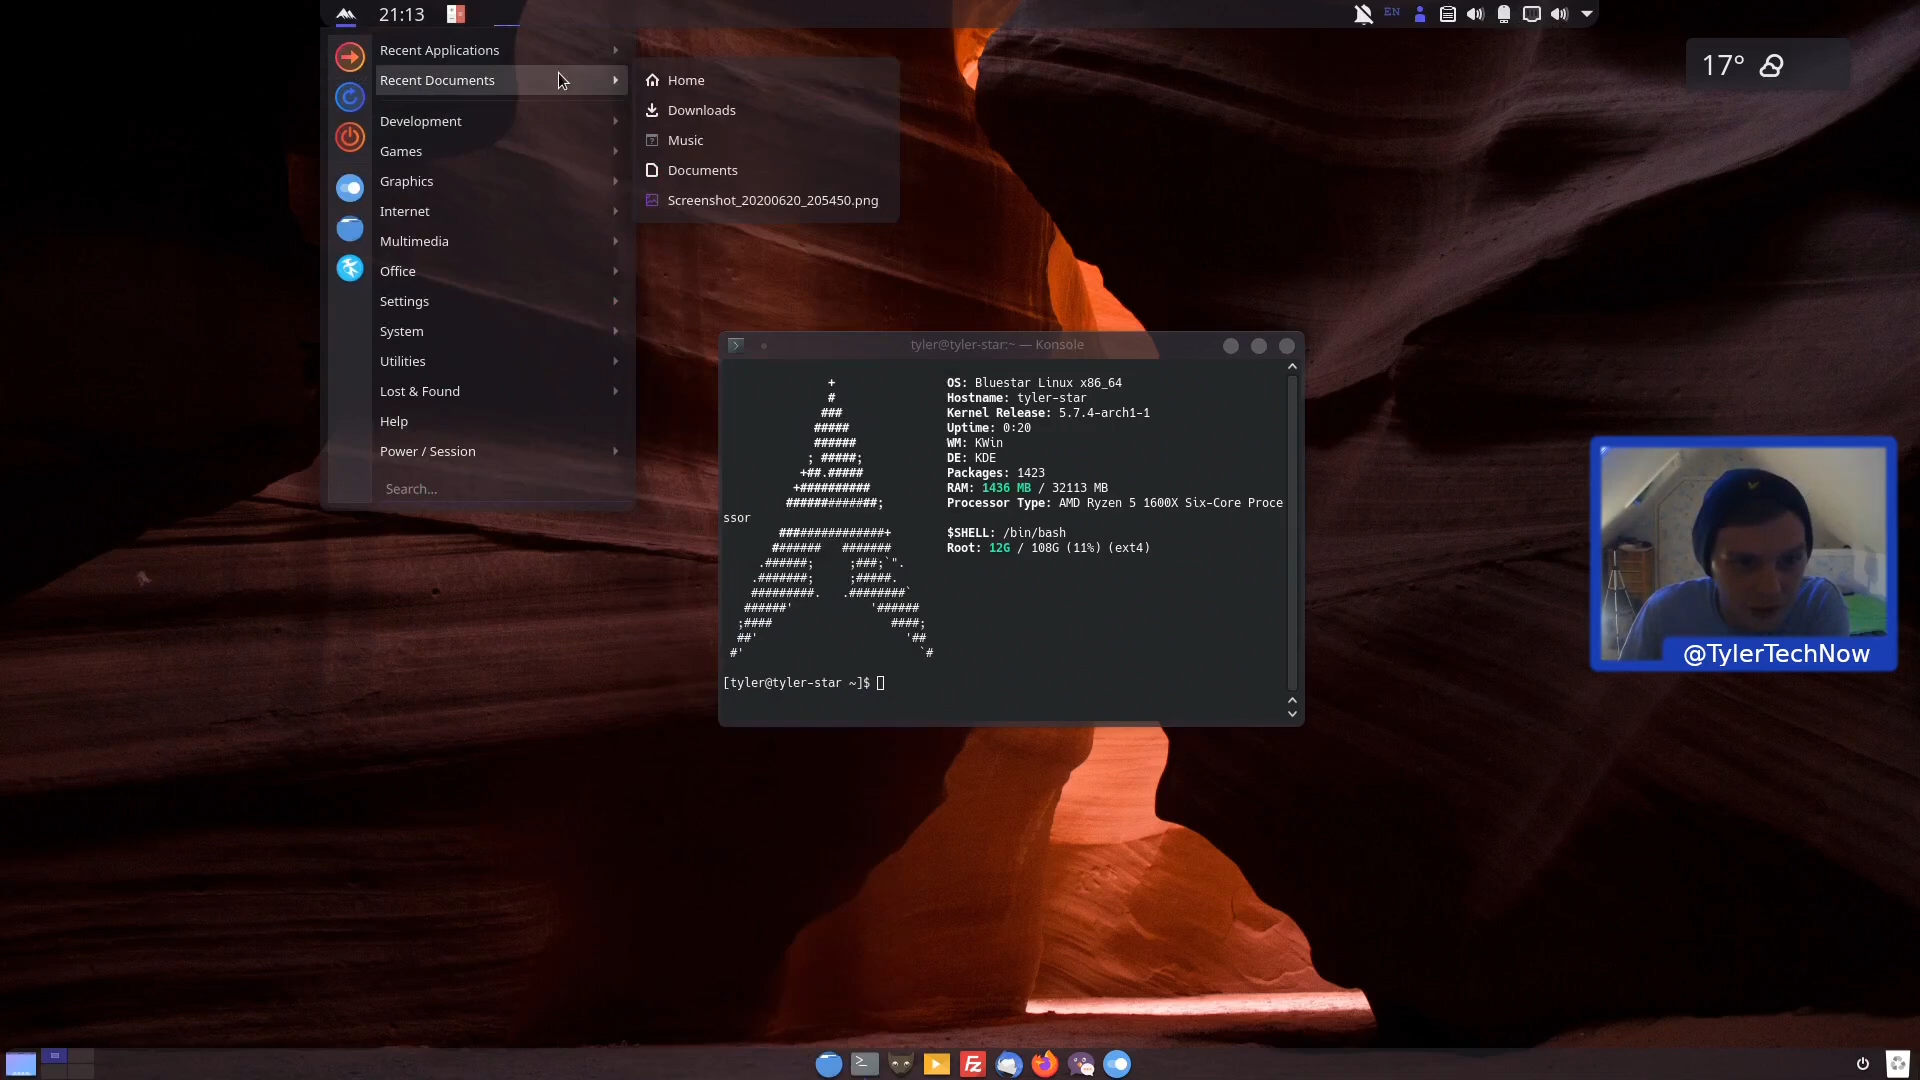 21:13
EN
17°
Recent Applications
Recent Documents
Development
Games
Graphics
Internet
Multimedia
Office
Settings
System
Utilities
Lost & Found
Help
Power / Session
Search...
Home
Downloads
Music
Documents
Screenshot_20200620_205450.png
tyler@tyler-star:~ — Konsole
OS: Bluestar Linux x86_64
Hostname: tyler-star
Kernel Release: 5.7.4-arch1-1
Uptime: 0:20
WM: KWin
DE: KDE
Packages: 1423
RAM: 1436 MB / 32113 MB
Processor Type: AMD Ryzen 5 1600X Six-Core Proce
ssor
$SHELL: /bin/bash
Root: 12G / 108G (11%) (ext4)
[tyler@tyler-star ~]$
@TylerTechNow
Fz